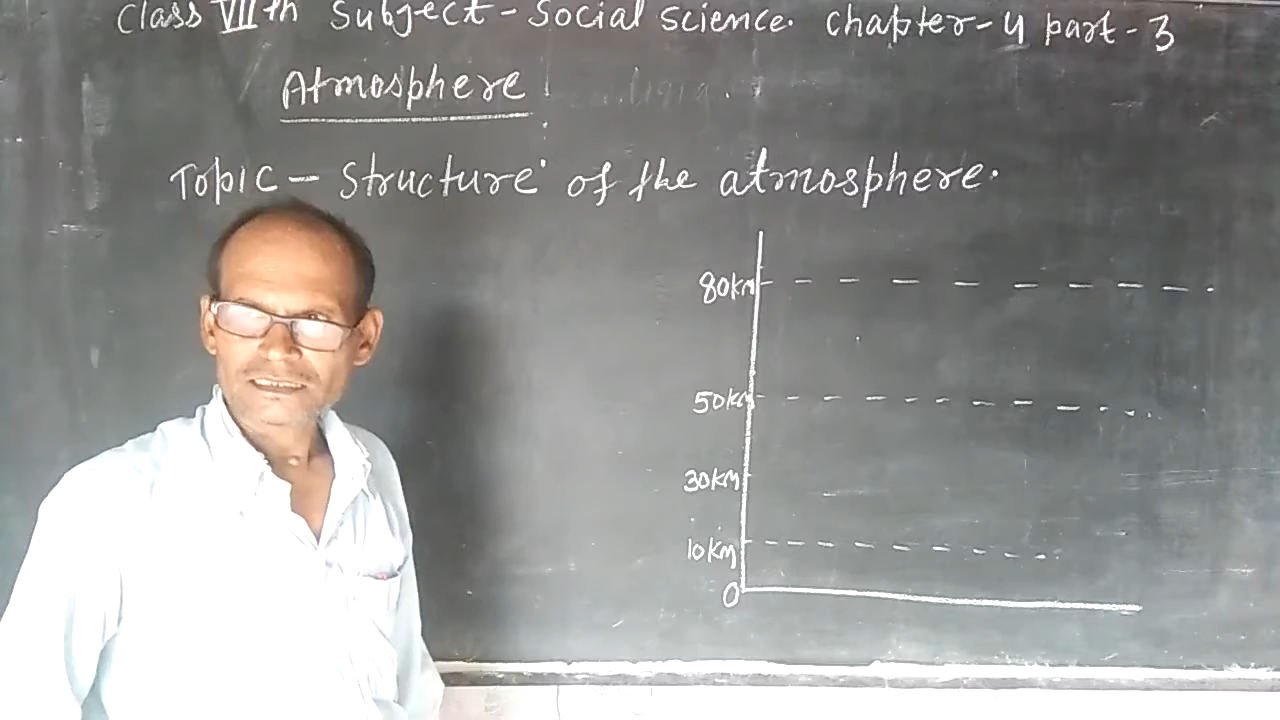 Class VIIth Subject - Social science. Chapter-4 part-3
Atmosphere
Topic - Structure of the atmosphere.
80km
50km
30km
10km
0